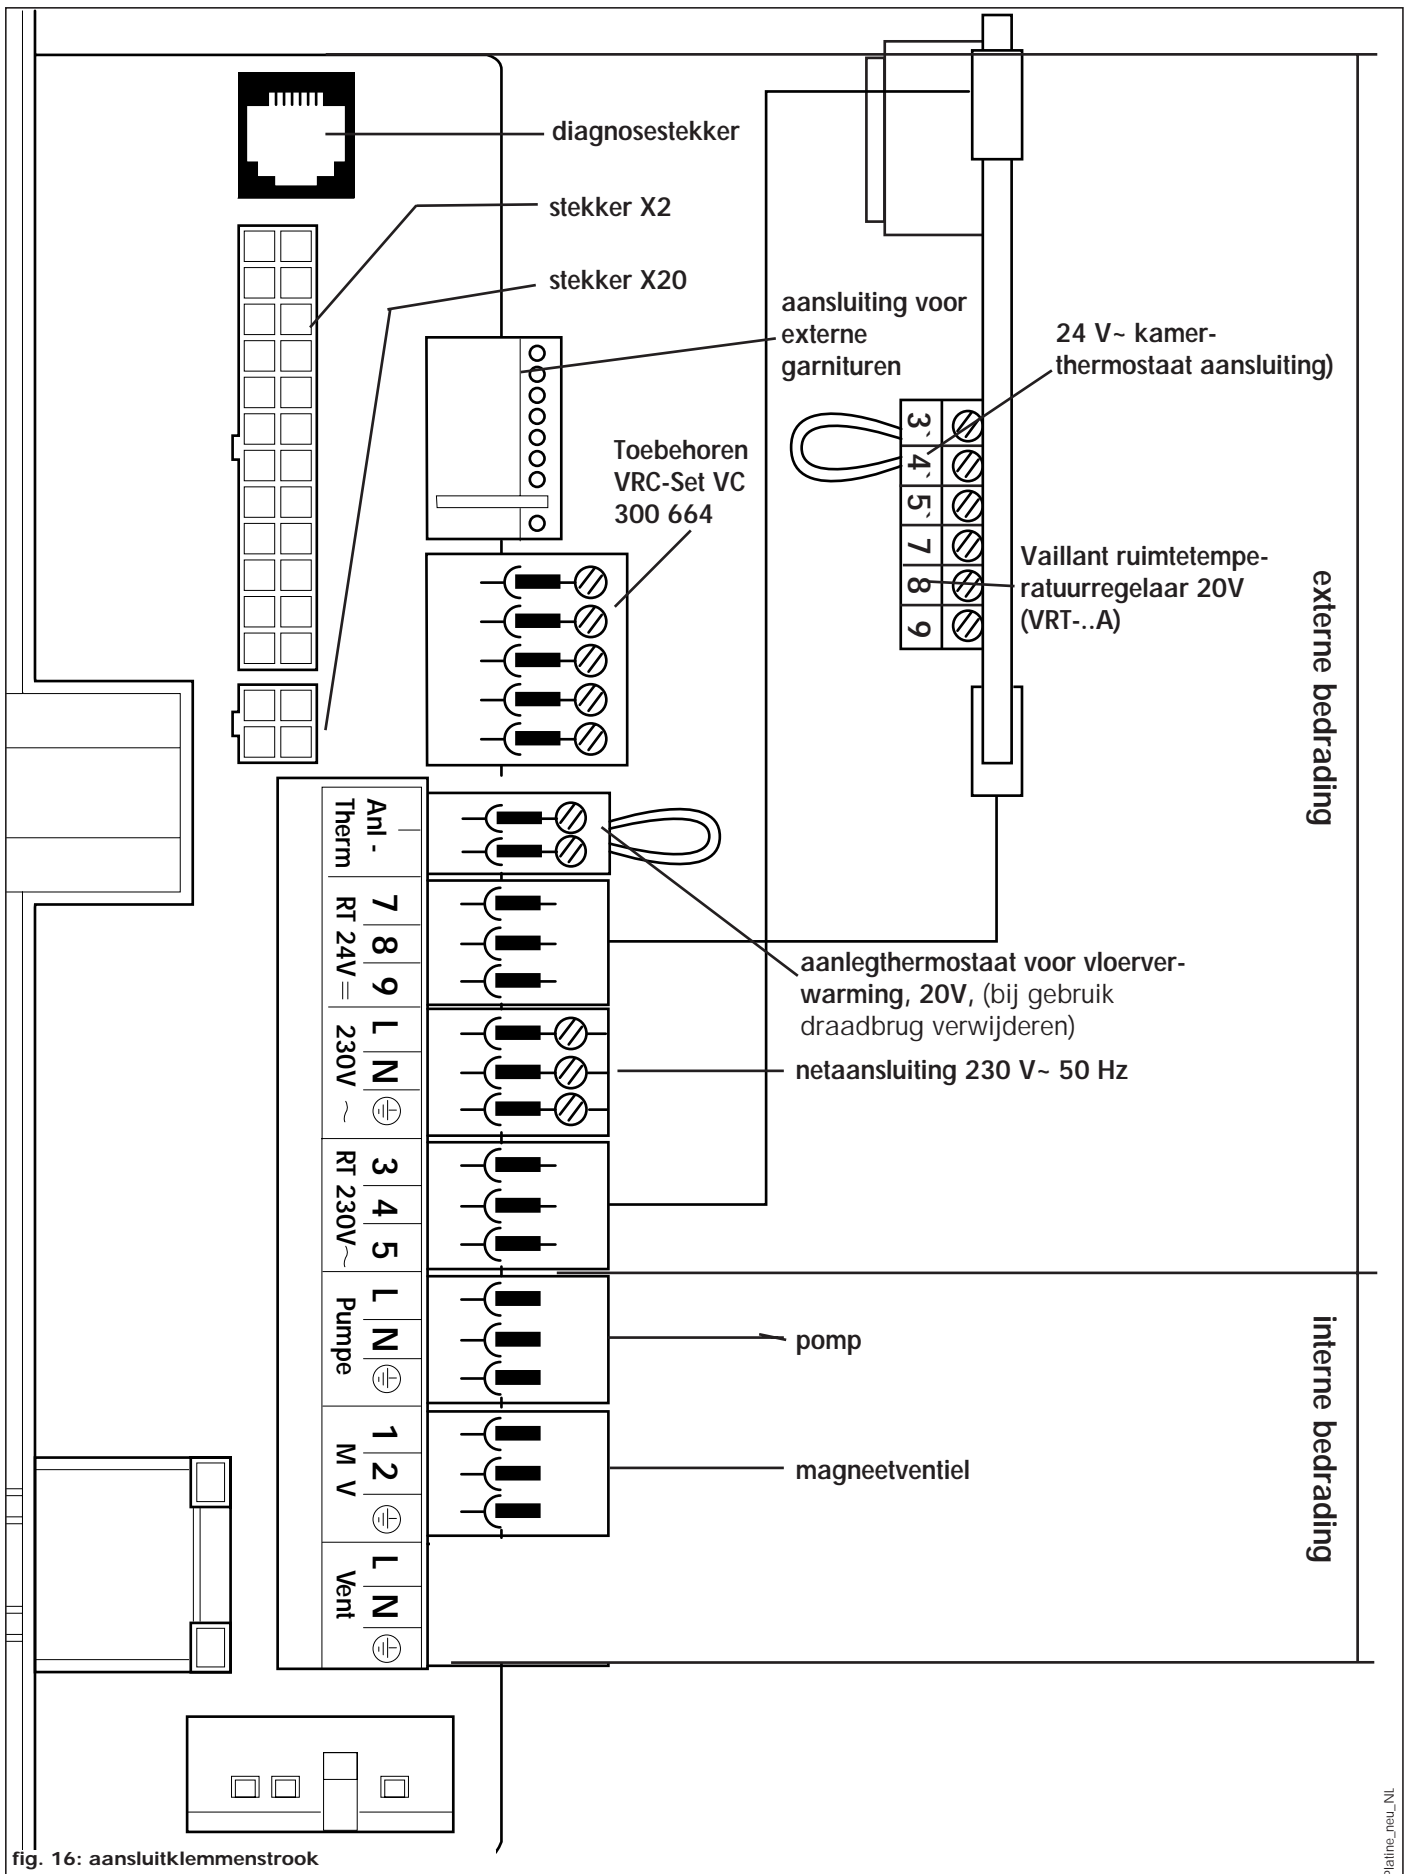 diagnosestekker
stekker X2
stekker X20
aansluiting voor
externe
garnituren
24 V~ kamer-
thermostaat aansluiting)
Toebehoren
VRC-Set VC
300 664
3`
4`
5`
7
8
9
Vaillant ruimtetempe-
ratuurregelaar 20V
(VRT-..A)
externe bedrading
Anl -
Therm
7 8 9
RT 24V =
L N
230V ~
3 4 5
RT 230V~
L N
Pumpe
1 2
M V
L N
Vent
aanlegthermostaat voor vloerver-
warming, 20V, (bij gebruik
draadbrug verwijderen)
netaansluiting 230 V~ 50 Hz
pomp
magneetventiel
interne bedrading
fig. 16: aansluitklemmenstrook
Platine_neu_NL